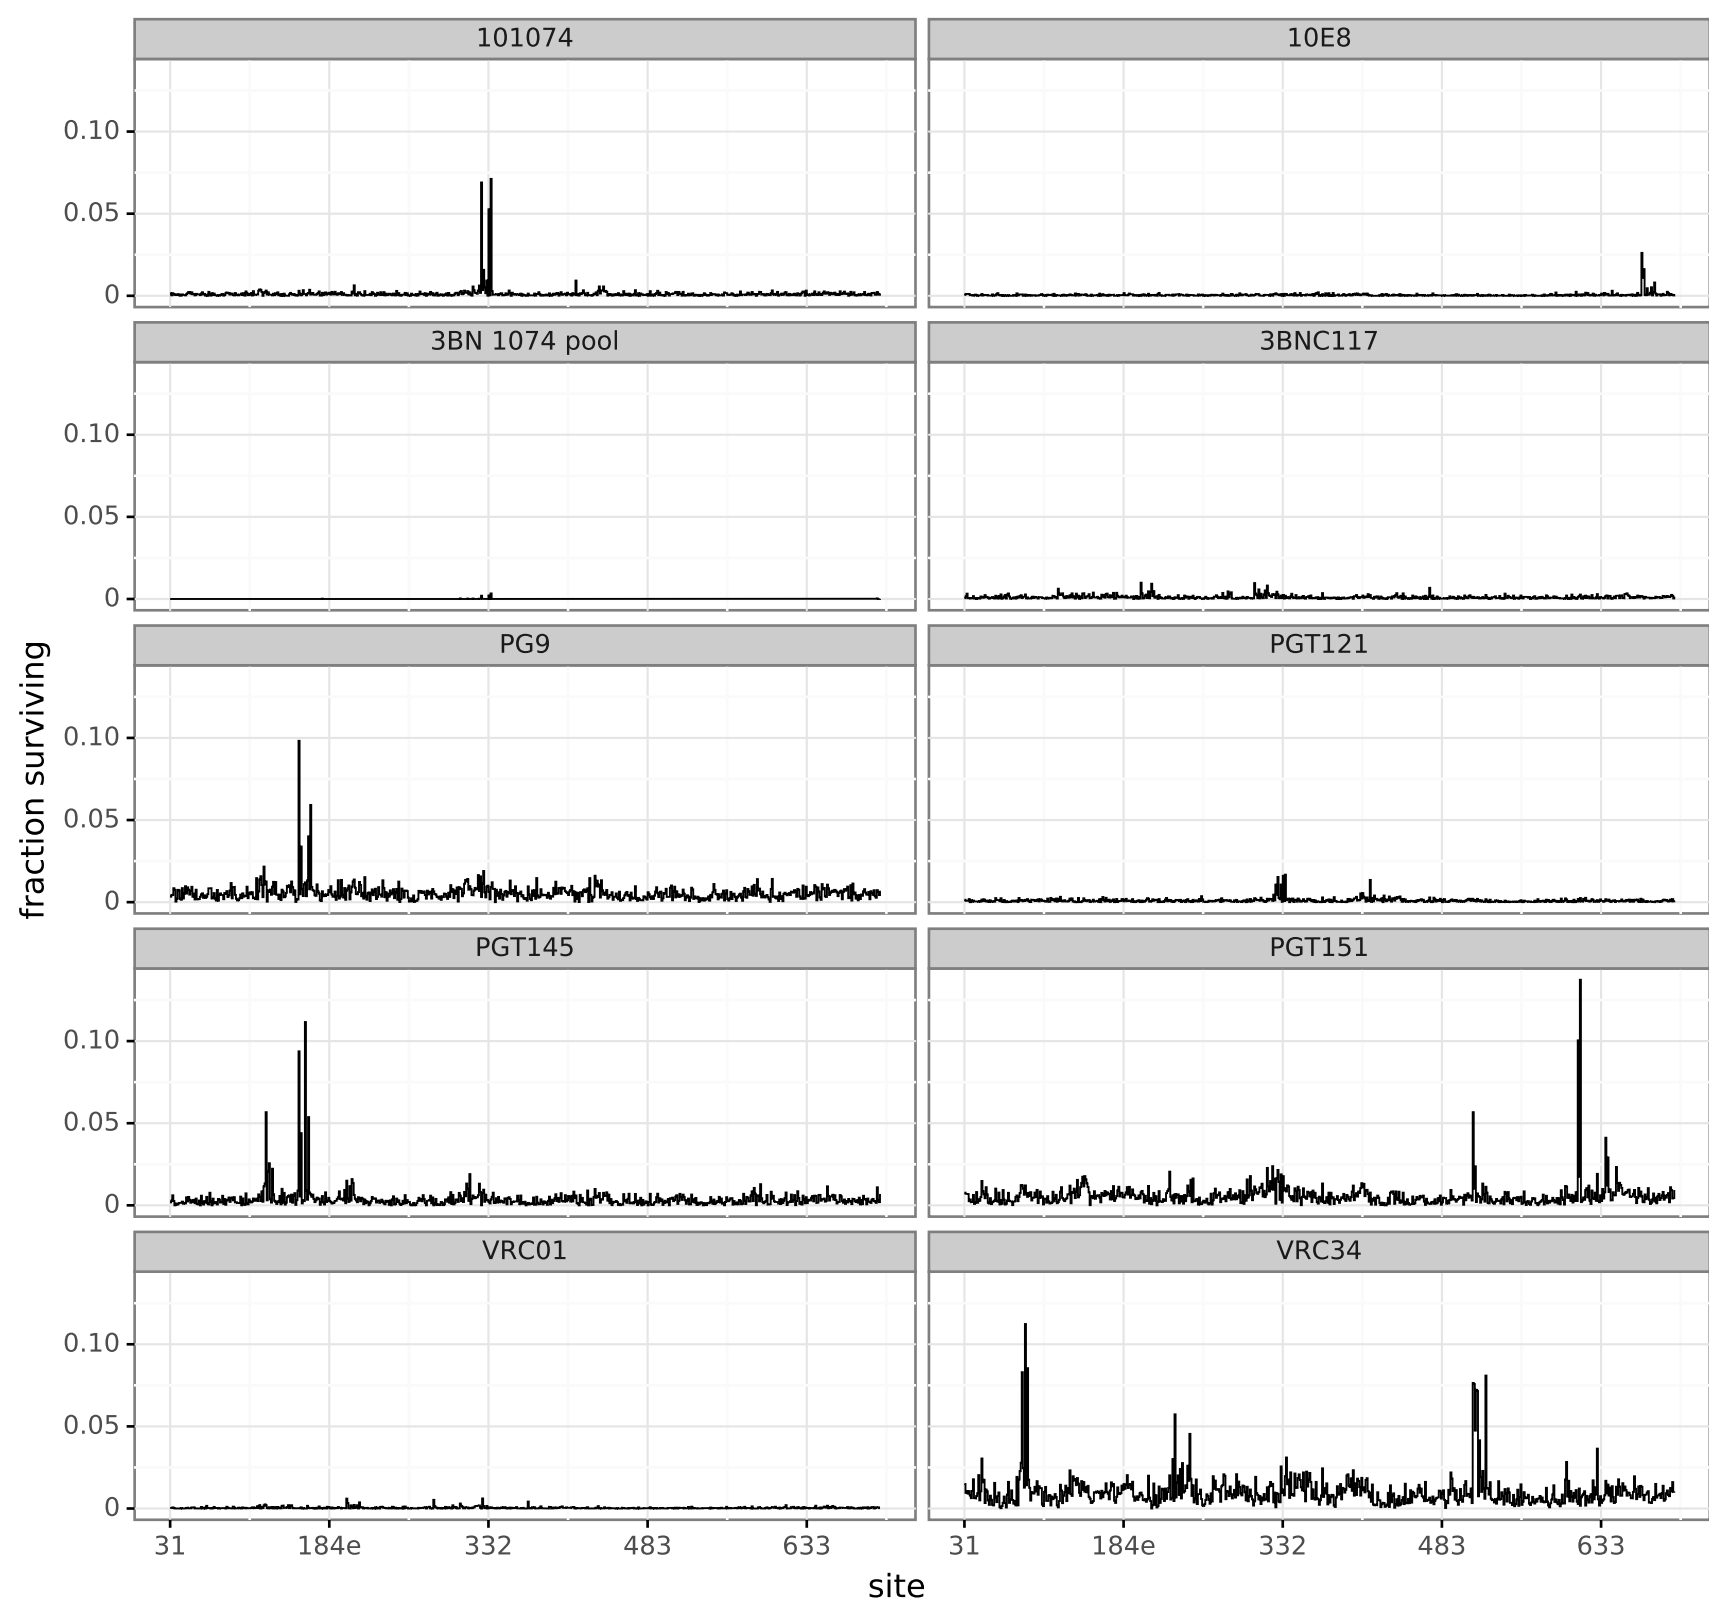 101074
10E8
0.10
0.05
0
3BN 1074 pool
3BNC117
0.10
0.05
0
PG9
PGT121
0.10
0.05
0
PGT145
PGT151
0.10
0.05
0
VRC01
VRC34
0.10
0.05
0
31 184e 332 483 633
31 184e 332 483 633
fraction surviving
site